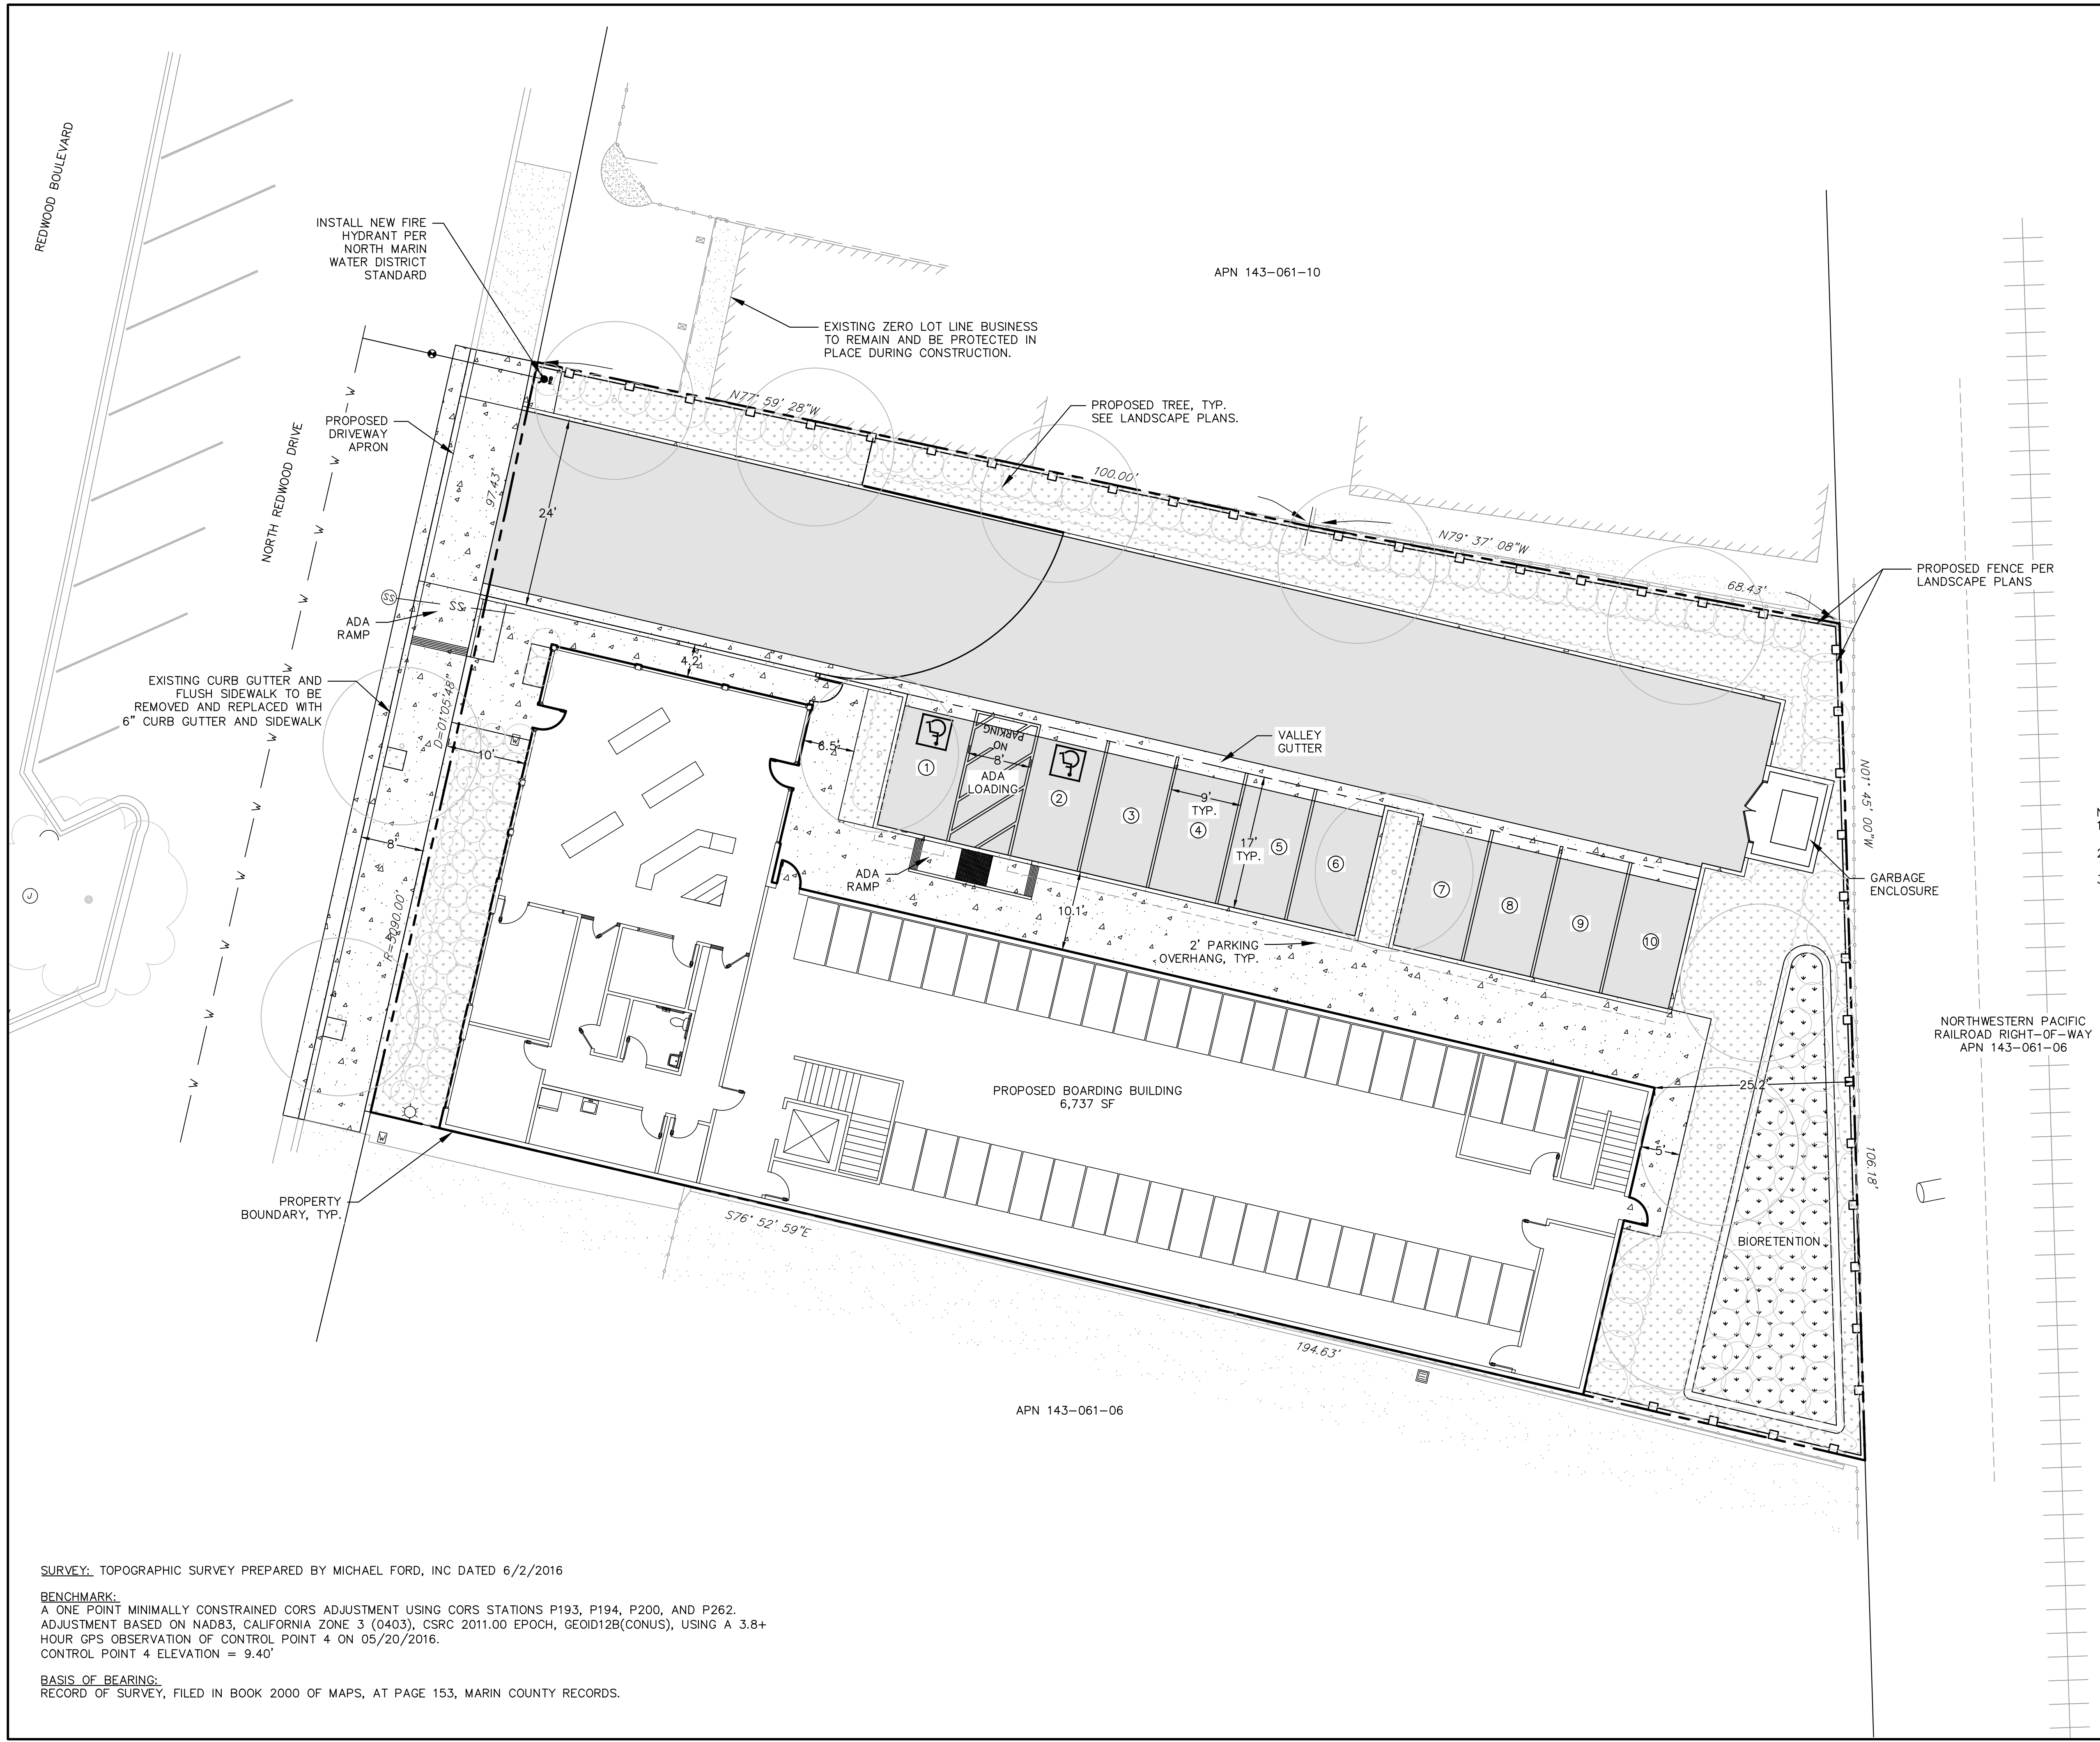 REDWOOD BOULEVARD
INSTALL NEW FIRE
HYDRANT PER
NORTH MARIN
WATER DISTRICT
STANDARD
APN 143-061-10
EXISTING ZERO LOT LINE BUSINESS
TO REMAIN AND BE PROTECTED IN
PLACE DURING CONSTRUCTION.
N77° 59' 28"W
PROPOSED TREE, TYP.
SEE LANDSCAPE PLANS.
PROPOSED
DRIVEWAY
APRON
NORTH REDWOOD DRIVE
W
W
W
W
W
W
W
W
W
W
W
W
W
97.43'
24'
100.00'
N79° 37' 08"W
68.43'
PROPOSED FENCE PER
LANDSCAPE PLANS
SS
SS
ADA
RAMP
4.2'
EXISTING CURB GUTTER AND
FLUSH SIDEWALK TO BE
REMOVED AND REPLACED WITH
6" CURB GUTTER AND SIDEWALK
D=01°05'48"
10'
W
6.5'
1
NO
PARKING
8'
ADA
LOADING
2
3
9'
TYP.
4
17'
TYP.
5
6
7
8
9
10
VALLEY
GUTTER
N01° 45' 00"W
8'
R=5090.00'
J
ADA
RAMP
10.1'
2' PARKING
OVERHANG, TYP.
GARBAGE
ENCLOSURE
NORTHWESTERN PACIFIC
RAILROAD RIGHT-OF-WAY
APN 143-061-06
25.2'
PROPOSED BOARDING BUILDING
6,737 SF
5'
106.18'
BIORETENTION
W
PROPERTY
BOUNDARY, TYP.
S76° 52' 59"E
194.63'
APN 143-061-06
SURVEY: TOPOGRAPHIC SURVEY PREPARED BY MICHAEL FORD, INC DATED 6/2/2016
BENCHMARK:
A ONE POINT MINIMALLY CONSTRAINED CORS ADJUSTMENT USING CORS STATIONS P193, P194, P200, AND P262.
ADJUSTMENT BASED ON NAD83, CALIFORNIA ZONE 3 (0403), CSRC 2011.00 EPOCH, GEOID12B(CONUS), USING A 3.8+
HOUR GPS OBSERVATION OF CONTROL POINT 4 ON 05/20/2016.
CONTROL POINT 4 ELEVATION = 9.40'
BASIS OF BEARING:
RECORD OF SURVEY, FILED IN BOOK 2000 OF MAPS, AT PAGE 153, MARIN COUNTY RECORDS.